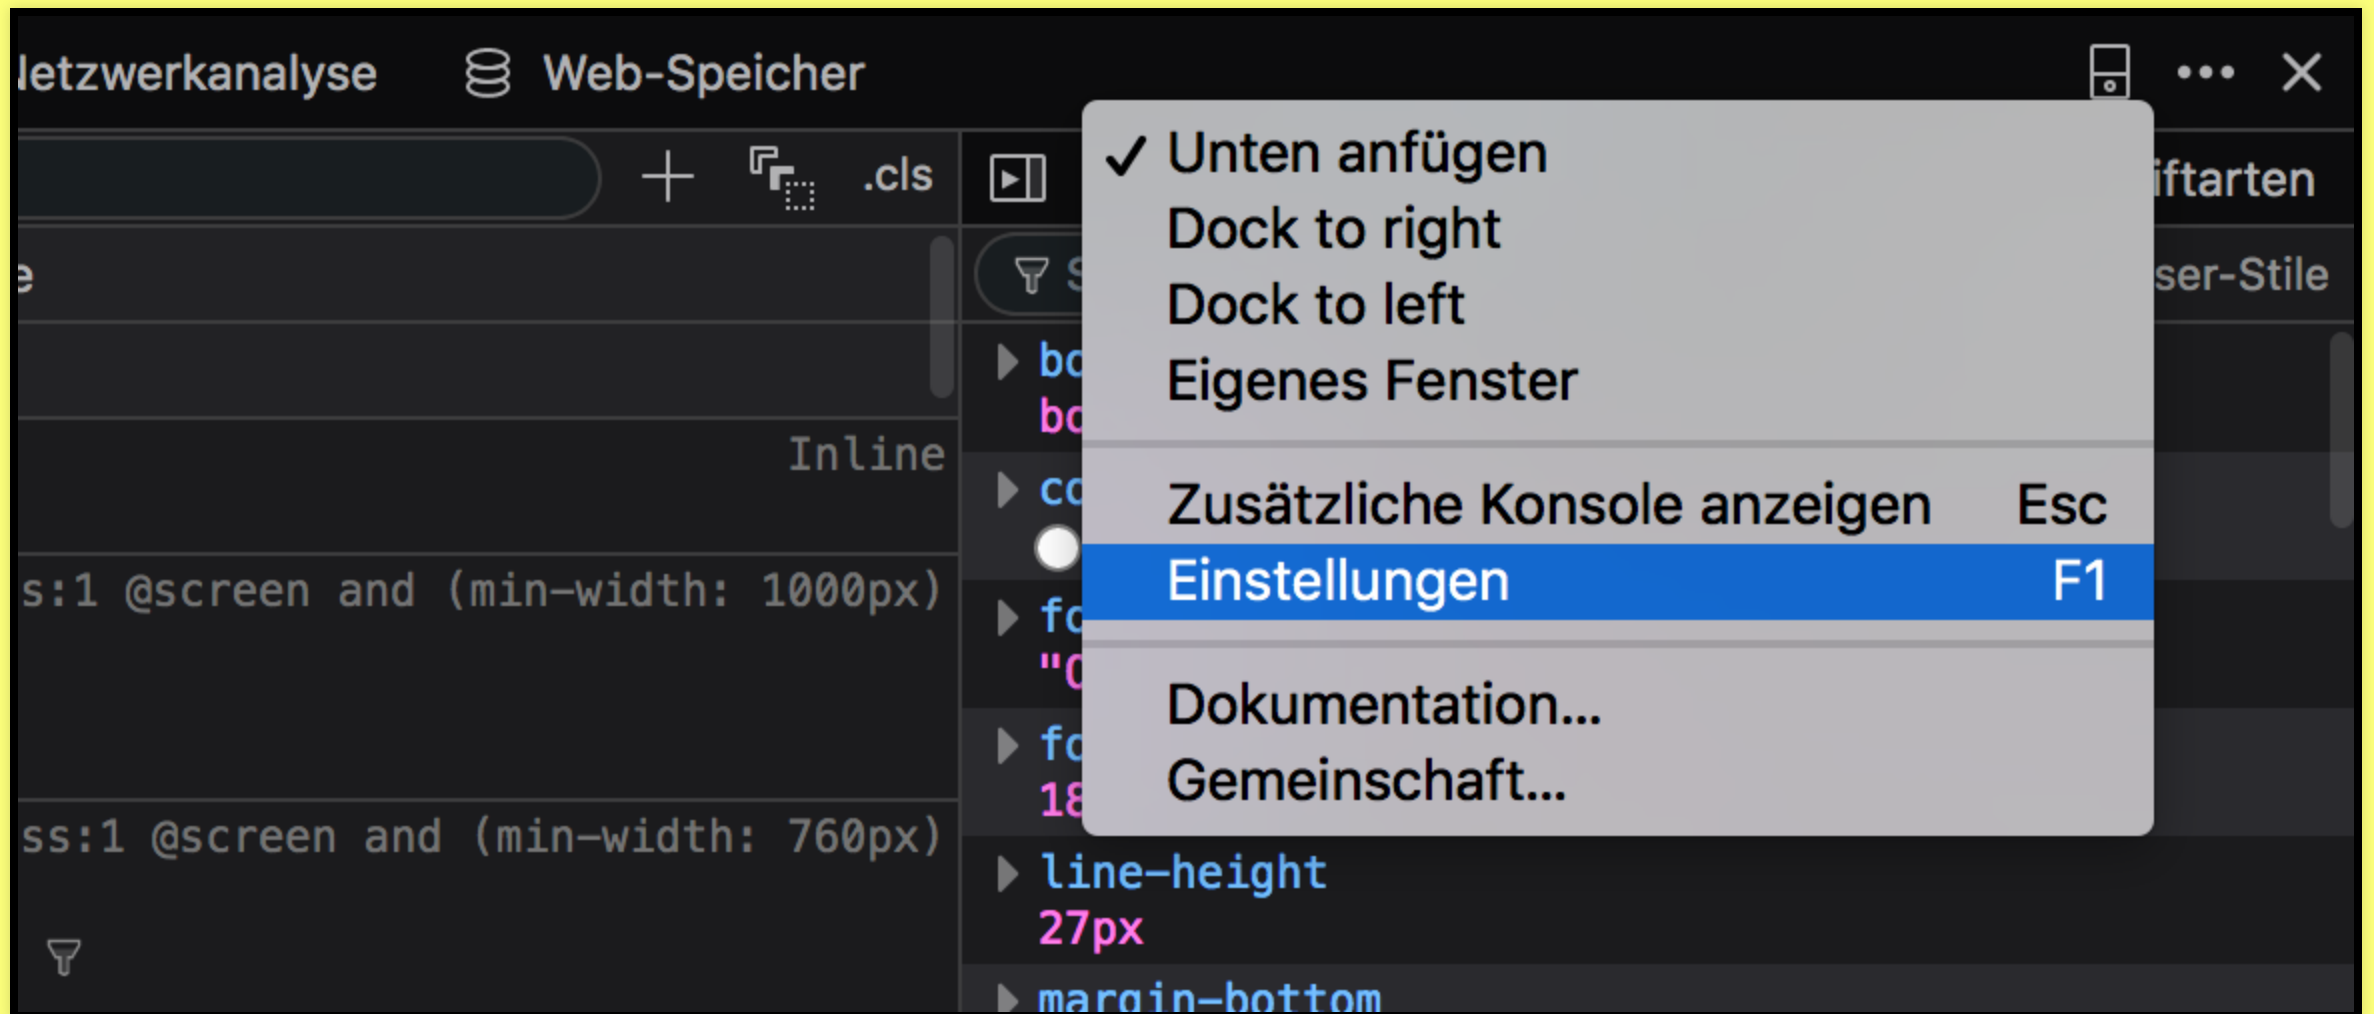 Netzwerkanalyse Web-Speicher
.cls
Unten anfügen
Dock to right
Dock to left
Eigenes Fenster
Zusätzliche Konsole anzeigen Esc
Einstellungen F1
Dokumentation...
Gemeinschaft...
iftarten
ser-Stile
Inline
s:1 @screen and (min-width: 1000px)
ss:1 @screen and (min-width: 760px)
line-height
27px
margin-bottom